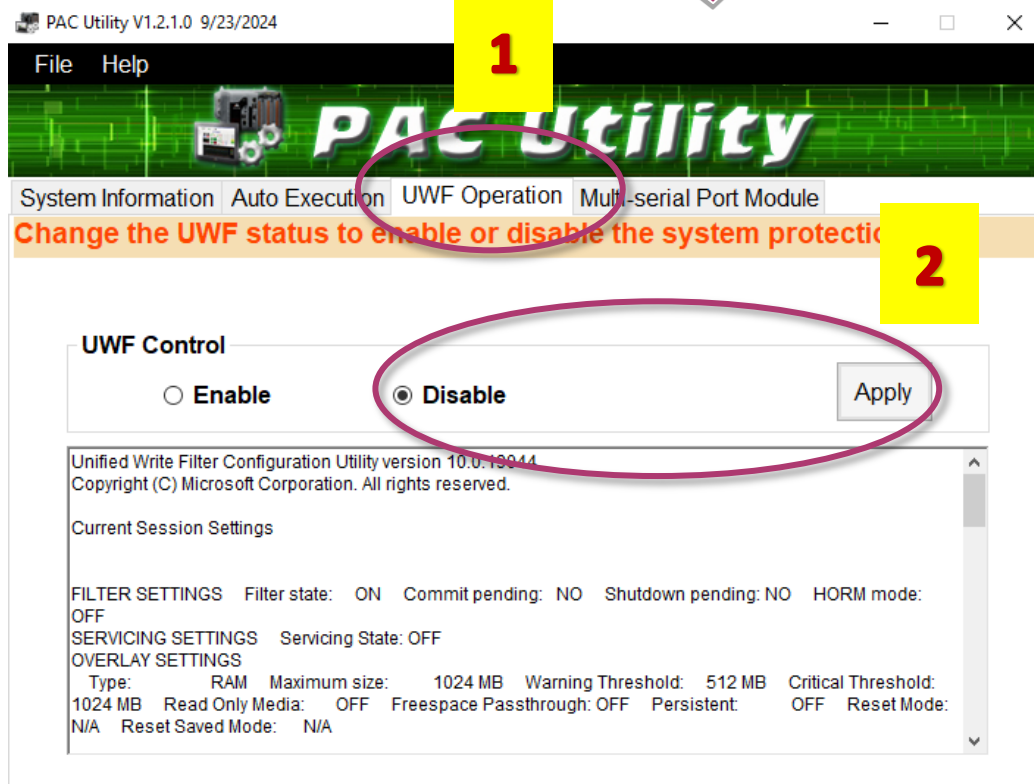 PAC Utility V1.2.1.0 9/23/2024
1
File Help
PAC Utility
System Information Auto Execution UWF Operation Multi-serial Port Module
Change the UWF status to enable or disable the system
2
UWF Control
Enable Disable Apply
Unified Write Filter Configuration Utility version 10.0.19044
Copyright (C) Microsoft Corporation. All rights reserved.
Current Session Settings
FILTER SETTINGS Filter state: ON Commit pending: NO Shutdown pending: NO HORM mode:
OFF
SERVICING SETTINGS Servicing State: OFF
OVERLAY SETTINGS
Type: RAM Maximum size: 1024 MB Warning Threshold: 512 MB Critical Threshold:
1024 MB Read Only Media: OFF Freespace Passthrough: OFF Persistent: OFF Reset Mode:
N/A Reset Saved Mode: N/A